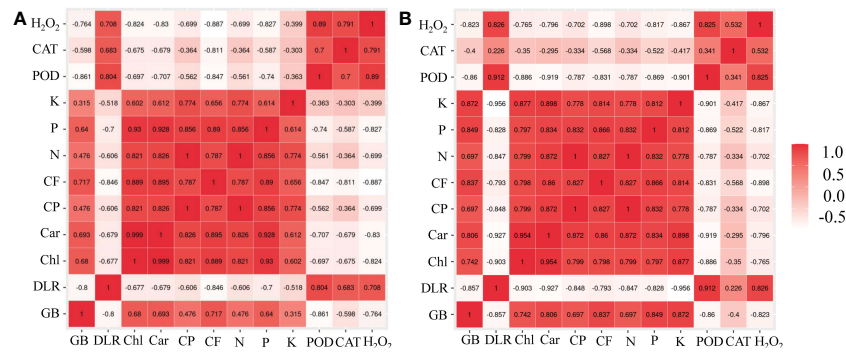 A
H₂O₂ -0.764 0.708 -0.824 -0.83 -0.699 -0.887 -0.699 -0.827 -0.399 0.89 0.791 1
CAT -0.598 0.683 -0.675 -0.679 -0.364 -0.811 -0.364 -0.587 -0.303 0.7 1 0.791
POD -0.861 0.804 -0.697 -0.707 -0.562 -0.847 -0.561 -0.74 -0.363 1 0.7 0.89
K 0.315 -0.518 0.602 0.612 0.774 0.656 0.774 0.614 1 -0.363 -0.303 -0.399
P 0.64 -0.7 0.93 0.928 0.856 0.89 0.856 1 0.614 -0.74 -0.587 -0.827
N 0.476 -0.606 0.821 0.826 1 0.787 1 0.856 0.774 -0.561 -0.364 -0.699
CF 0.717 -0.846 0.889 0.895 0.787 1 0.787 0.89 0.656 -0.847 -0.811 -0.887
CP 0.476 -0.606 0.821 0.826 1 0.787 1 0.856 0.774 -0.562 -0.364 -0.699
Car 0.693 -0.679 0.999 1 0.826 0.895 0.826 0.928 0.612 -0.707 -0.679 -0.83
Chl 0.68 -0.677 1 0.999 0.821 0.889 0.821 0.93 0.602 -0.697 -0.675 -0.824
DLR -0.8 1 -0.677 -0.679 -0.606 -0.846 -0.606 -0.7 -0.518 0.804 0.683 0.708
GB 1 -0.8 0.68 0.693 0.476 0.717 0.476 0.64 0.315 -0.861 -0.598 -0.764
GB DLR Chl Car CP CF N P K POD CAT H₂O₂
B
H₂O₂ -0.823 0.826 -0.765 -0.796 -0.702 -0.898 -0.702 -0.817 -0.867 0.825 0.532 1
CAT -0.4 0.226 -0.35 -0.295 -0.334 -0.568 -0.334 -0.522 -0.417 0.341 1 0.532
POD -0.86 0.912 -0.886 -0.919 -0.787 -0.831 -0.787 -0.869 -0.901 1 0.341 0.825
K 0.872 -0.956 0.877 0.898 0.778 0.814 0.778 0.812 1 -0.901 -0.417 -0.867
P 0.849 -0.828 0.797 0.834 0.832 0.866 0.832 1 0.812 -0.869 -0.522 -0.817
N 0.697 -0.847 0.799 0.872 1 0.827 1 0.832 0.778 -0.787 -0.334 -0.702
CF 0.837 -0.793 0.798 0.86 0.827 1 0.827 0.866 0.814 -0.831 -0.568 -0.898
CP 0.697 -0.848 0.799 0.872 1 0.827 1 0.832 0.778 -0.787 -0.334 -0.702
Car 0.806 -0.927 0.954 1 0.872 0.86 0.872 0.834 0.898 -0.919 -0.295 -0.796
Chl 0.742 -0.903 1 0.954 0.799 0.798 0.799 0.797 0.877 -0.886 -0.35 -0.765
DLR -0.857 1 -0.903 -0.927 -0.848 -0.793 -0.847 -0.828 -0.956 0.912 0.226 0.826
GB 1 -0.857 0.742 0.806 0.697 0.837 0.697 0.849 0.872 -0.86 -0.4 -0.823
GB DLR Chl Car CP CF N P K POD CAT H₂O₂
1.0
0.5
0.0
-0.5